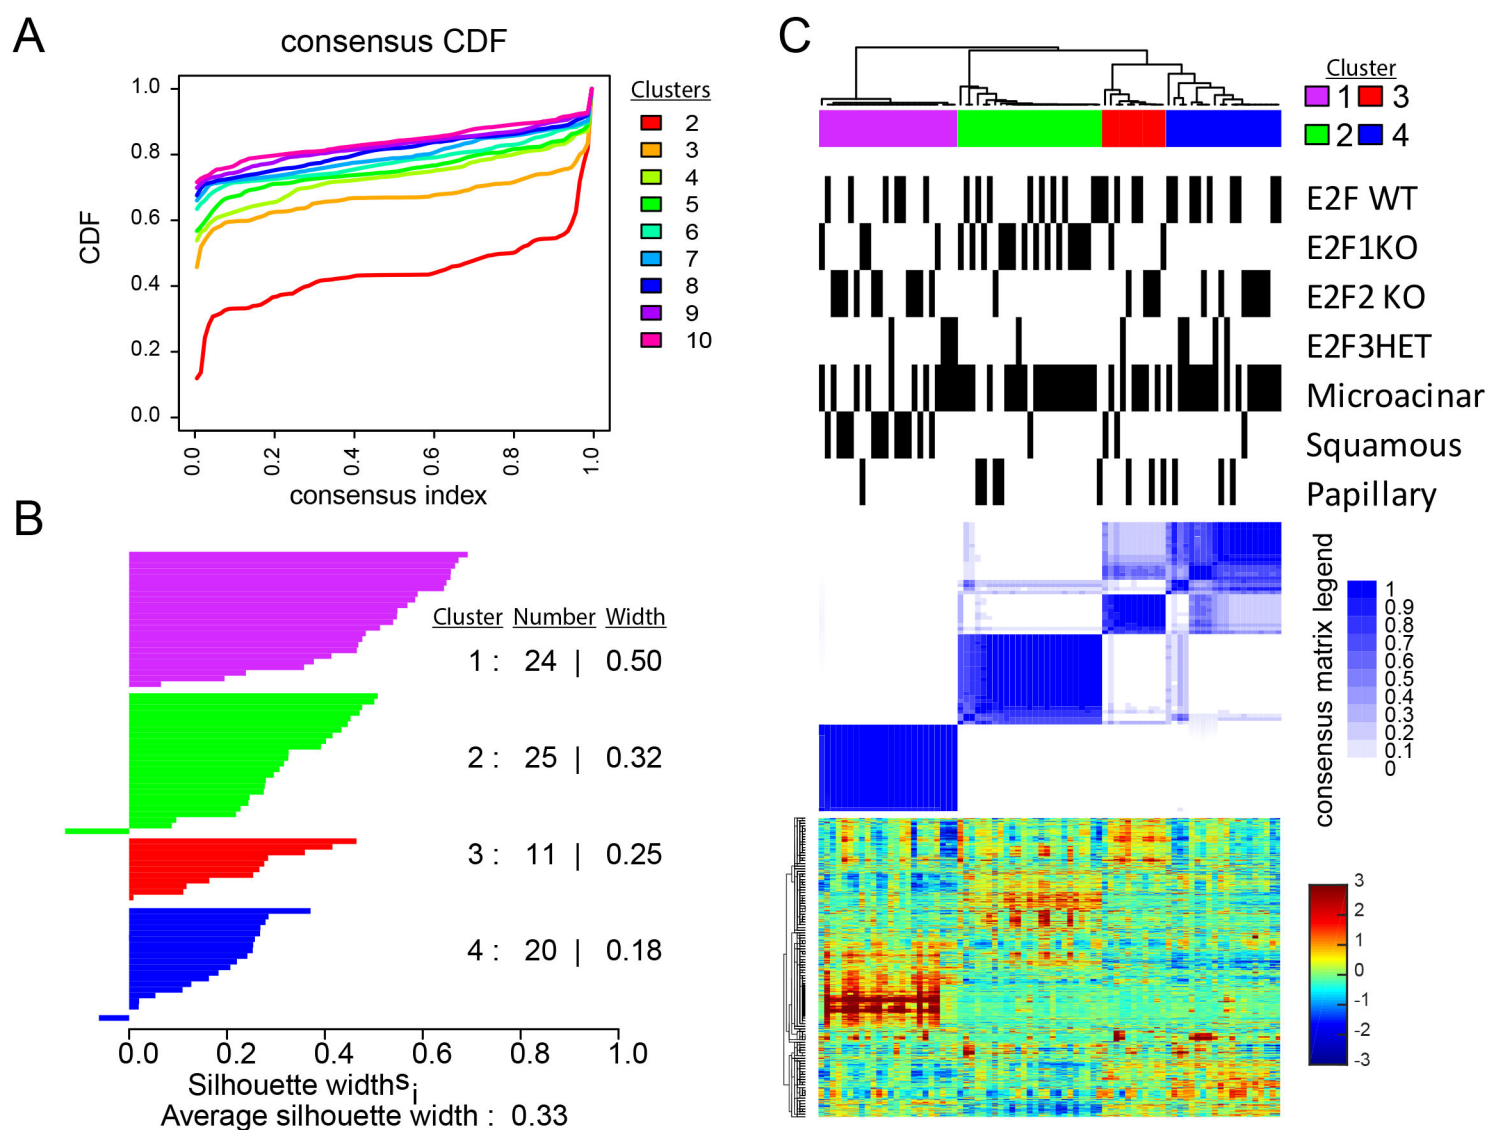 A
consensus CDF
CDF
1.0
0.8
0.6
0.4
0.2
0.0
0.0 0.2 0.4 0.6 0.8 1.0
consensus index
Clusters
2
3
4
5
6
7
8
9
10
B
Cluster Number Width
1 : 24 | 0.50
2 : 25 | 0.32
3 : 11 | 0.25
4 : 20 | 0.18
0.0 0.2 0.4 0.6 0.8 1.0
Silhouette width si
Average silhouette width : 0.33
C
Cluster
1 3
2 4
E2F WT
E2F1KO
E2F2 KO
E2F3HET
Microacinar
Squamous
Papillary
consensus matrix legend
1
0.9
0.8
0.7
0.6
0.5
0.4
0.3
0.2
0.1
0
3
2
1
0
-1
-2
-3